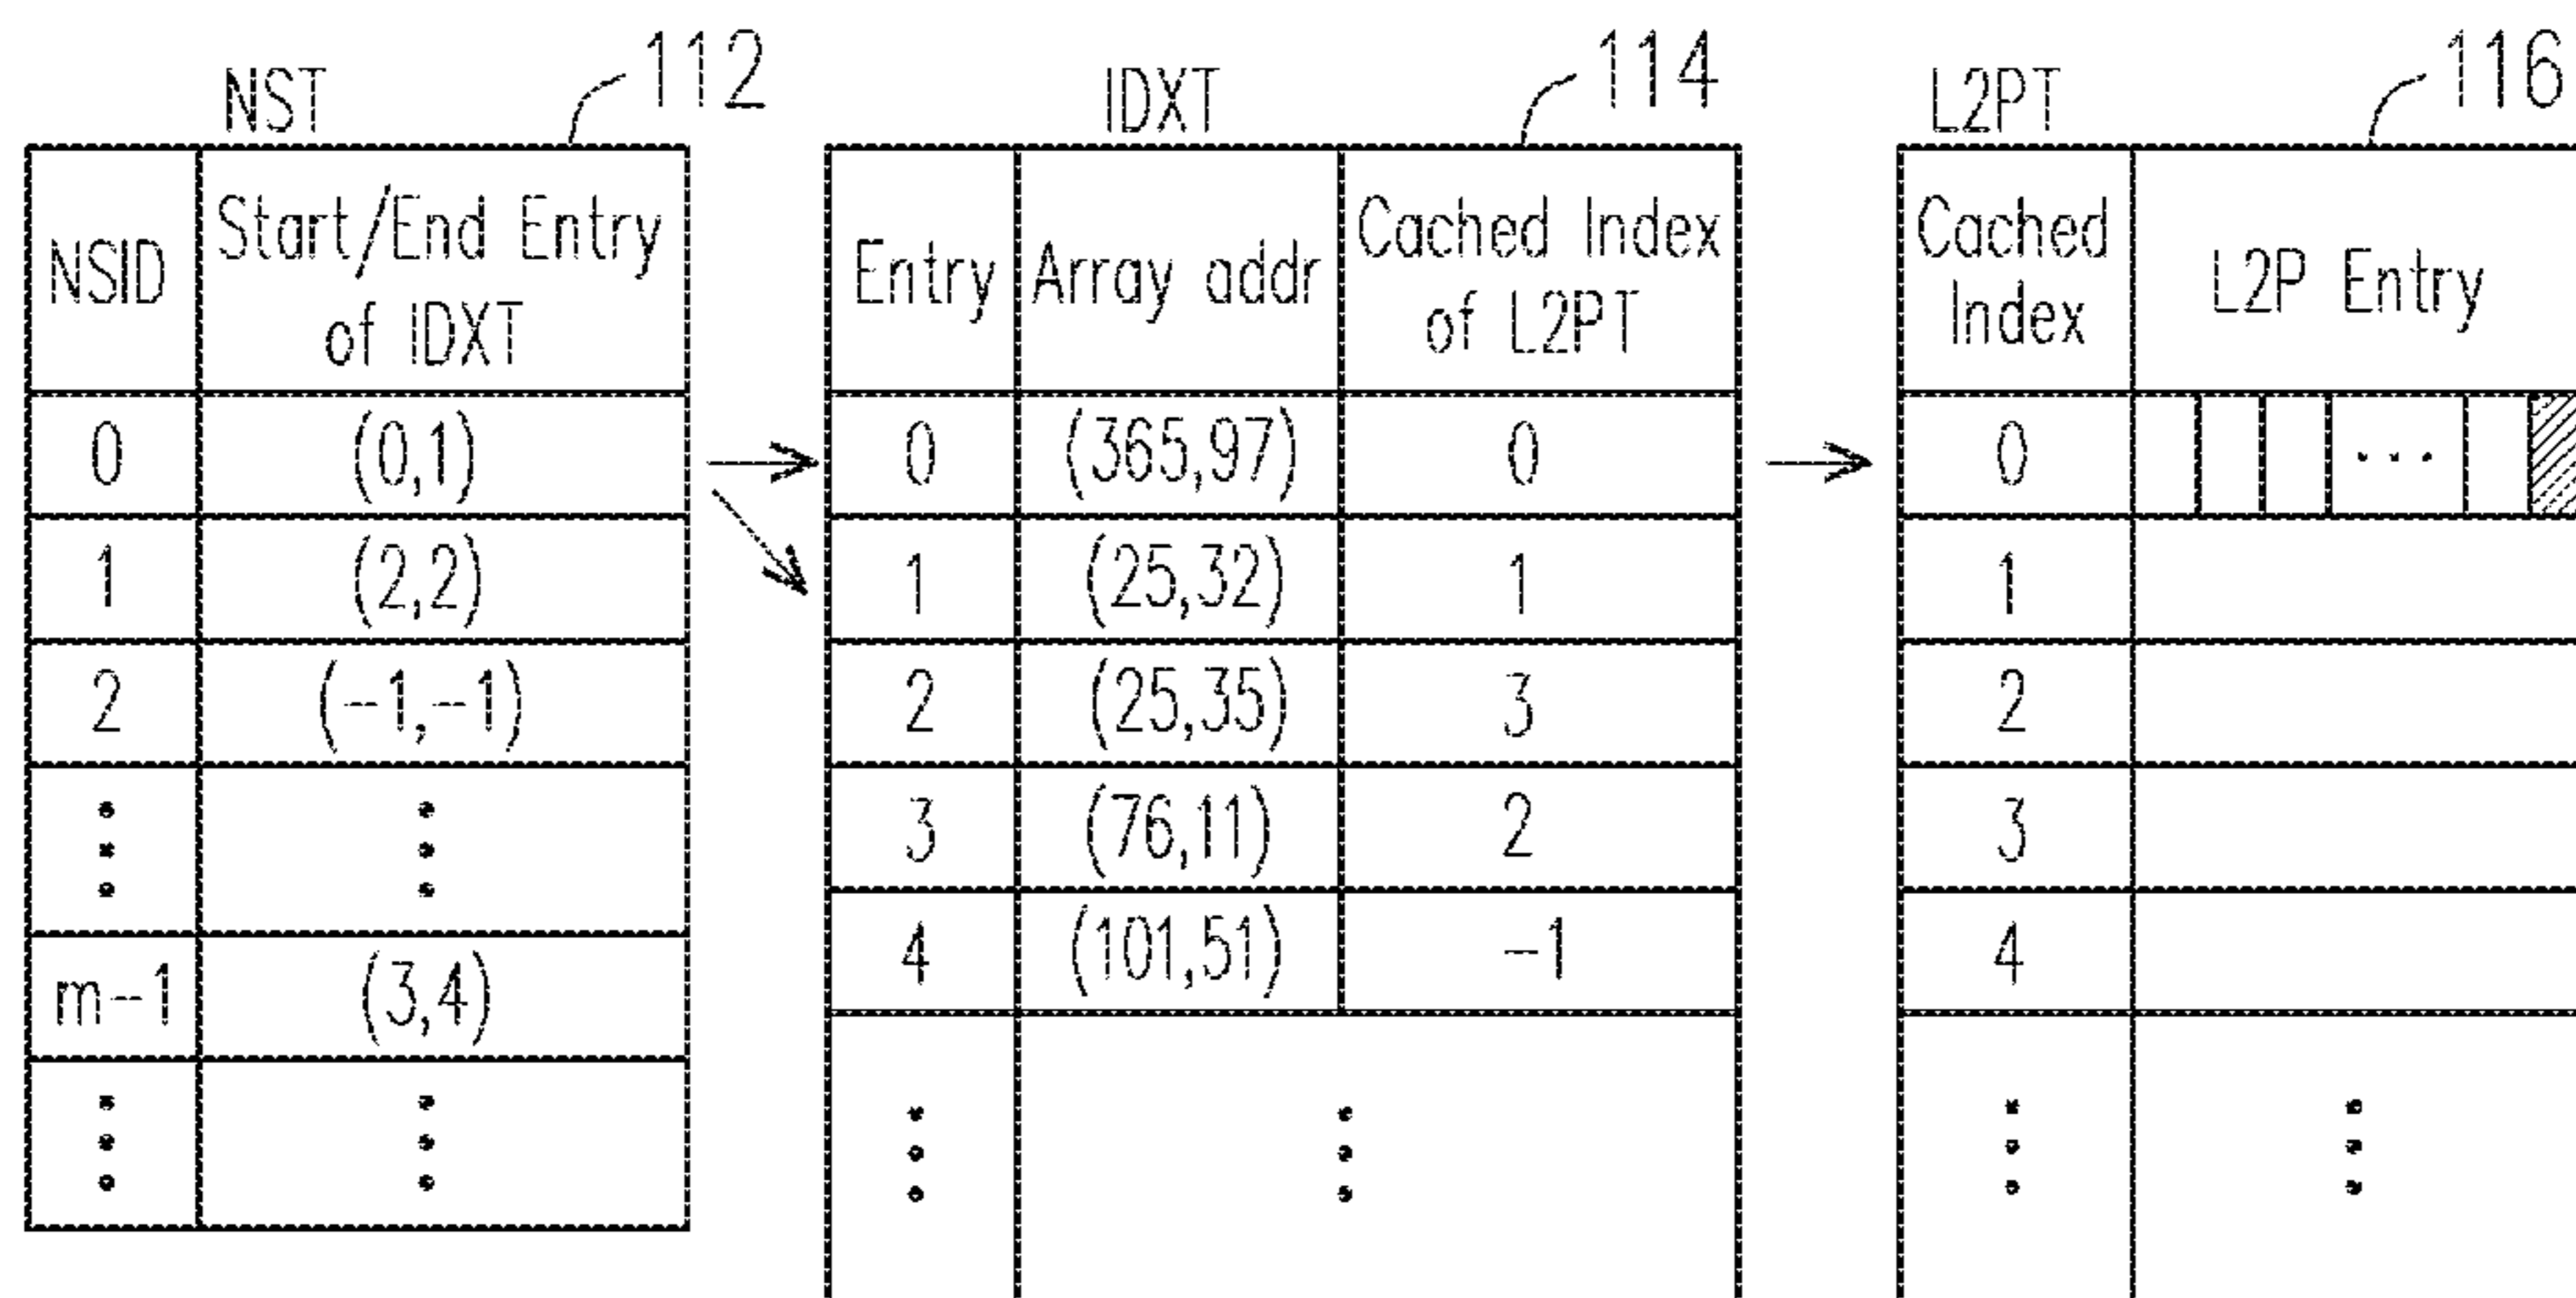 NST 112
NSID Start/End Entry of IDXT
0 (0,1)
1 (2,2)
2 (-1,-1)
m-1 (3,4)
IDXT 114
Entry Array addr Cached Index of L2PT
0 (365,97) 0
1 (25,32) 1
2 (25,35) 3
3 (76,11) 2
4 (101,51) -1
L2PT 116
Cached Index L2P Entry
0 ...
1
2
3
4